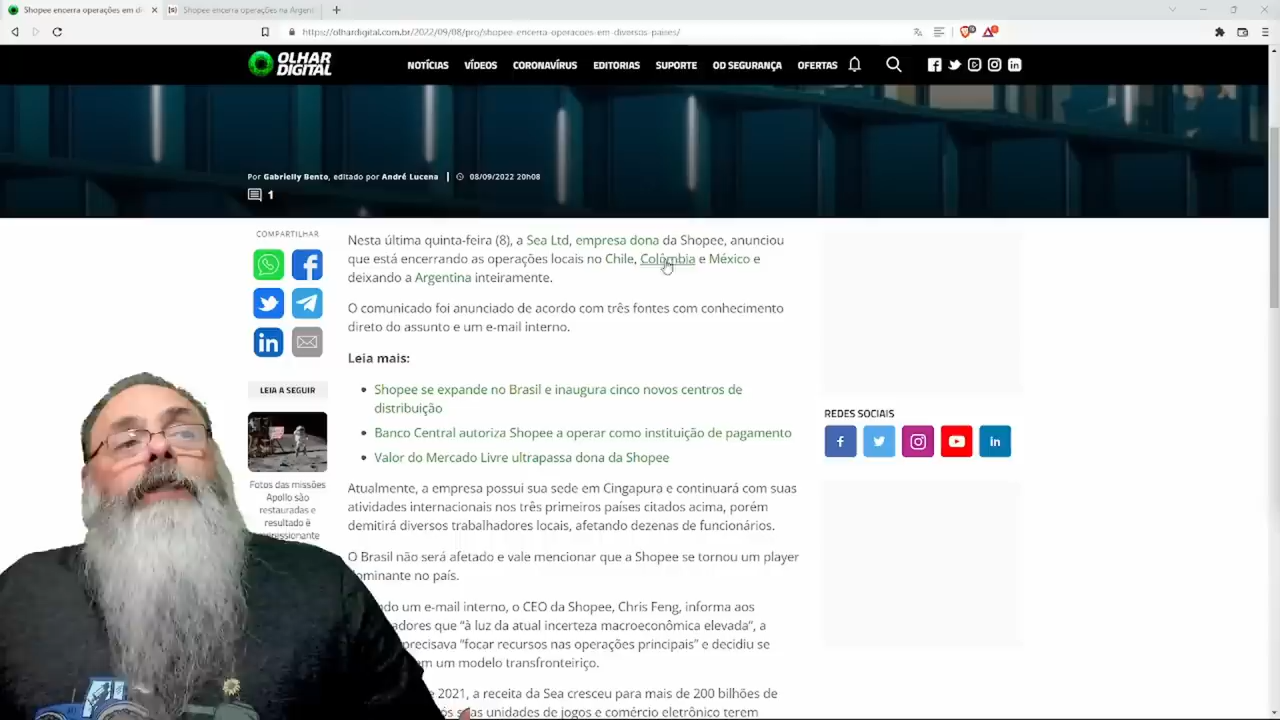 Shopee encerra operações em d
Shopee encerra operações na Argent
https://olhardigital.com.br/2022/09/08/pro/shopee-encerra-operacoes-em-diversos-paises/
OLHAR
DIGITAL
NOTÍCIAS VÍDEOS CORONAVÍRUS EDITORIAS SUPORTE OD SEGURANÇA OFERTAS
Por Gabrielly Bento, editado por André Lucena | 08/09/2022 20h08
1
COMPARTILHAR
Nesta última quinta-feira (8), a Sea Ltd, empresa dona da Shopee, anunciou
que está encerrando as operações locais no Chile, Colômbia e México e
deixando a Argentina inteiramente.
O comunicado foi anunciado de acordo com três fontes com conhecimento
direto do assunto e um e-mail interno.
Leia mais:
Shopee se expande no Brasil e inaugura cinco novos centros de
distribuição
Banco Central autoriza Shopee a operar como instituição de pagamento
Valor do Mercado Livre ultrapassa dona da Shopee
LEIA A SEGUIR
Fotos das missões
Apollo são
restauradas e
resultado é
Atualmente, a empresa possui sua sede em Cingapura e continuará com suas
atividades internacionais nos três primeiros países citados acima, porém
demitirá diversos trabalhadores locais, afetando dezenas de funcionários.
O Brasil não será afetado e vale mencionar que a Shopee se tornou um player
no país.
um e-mail interno, o CEO da Shopee, Chris Feng, informa aos
que “à luz da atual incerteza macroeconômica elevada”, a
precisava “focar recursos nas operações principais” e decidiu se
um modelo transfronteiriço.
de 2021, a receita da Sea cresceu para mais de 200 bilhões de
unidades de jogos e comércio eletrônico terem
REDES SOCIAIS